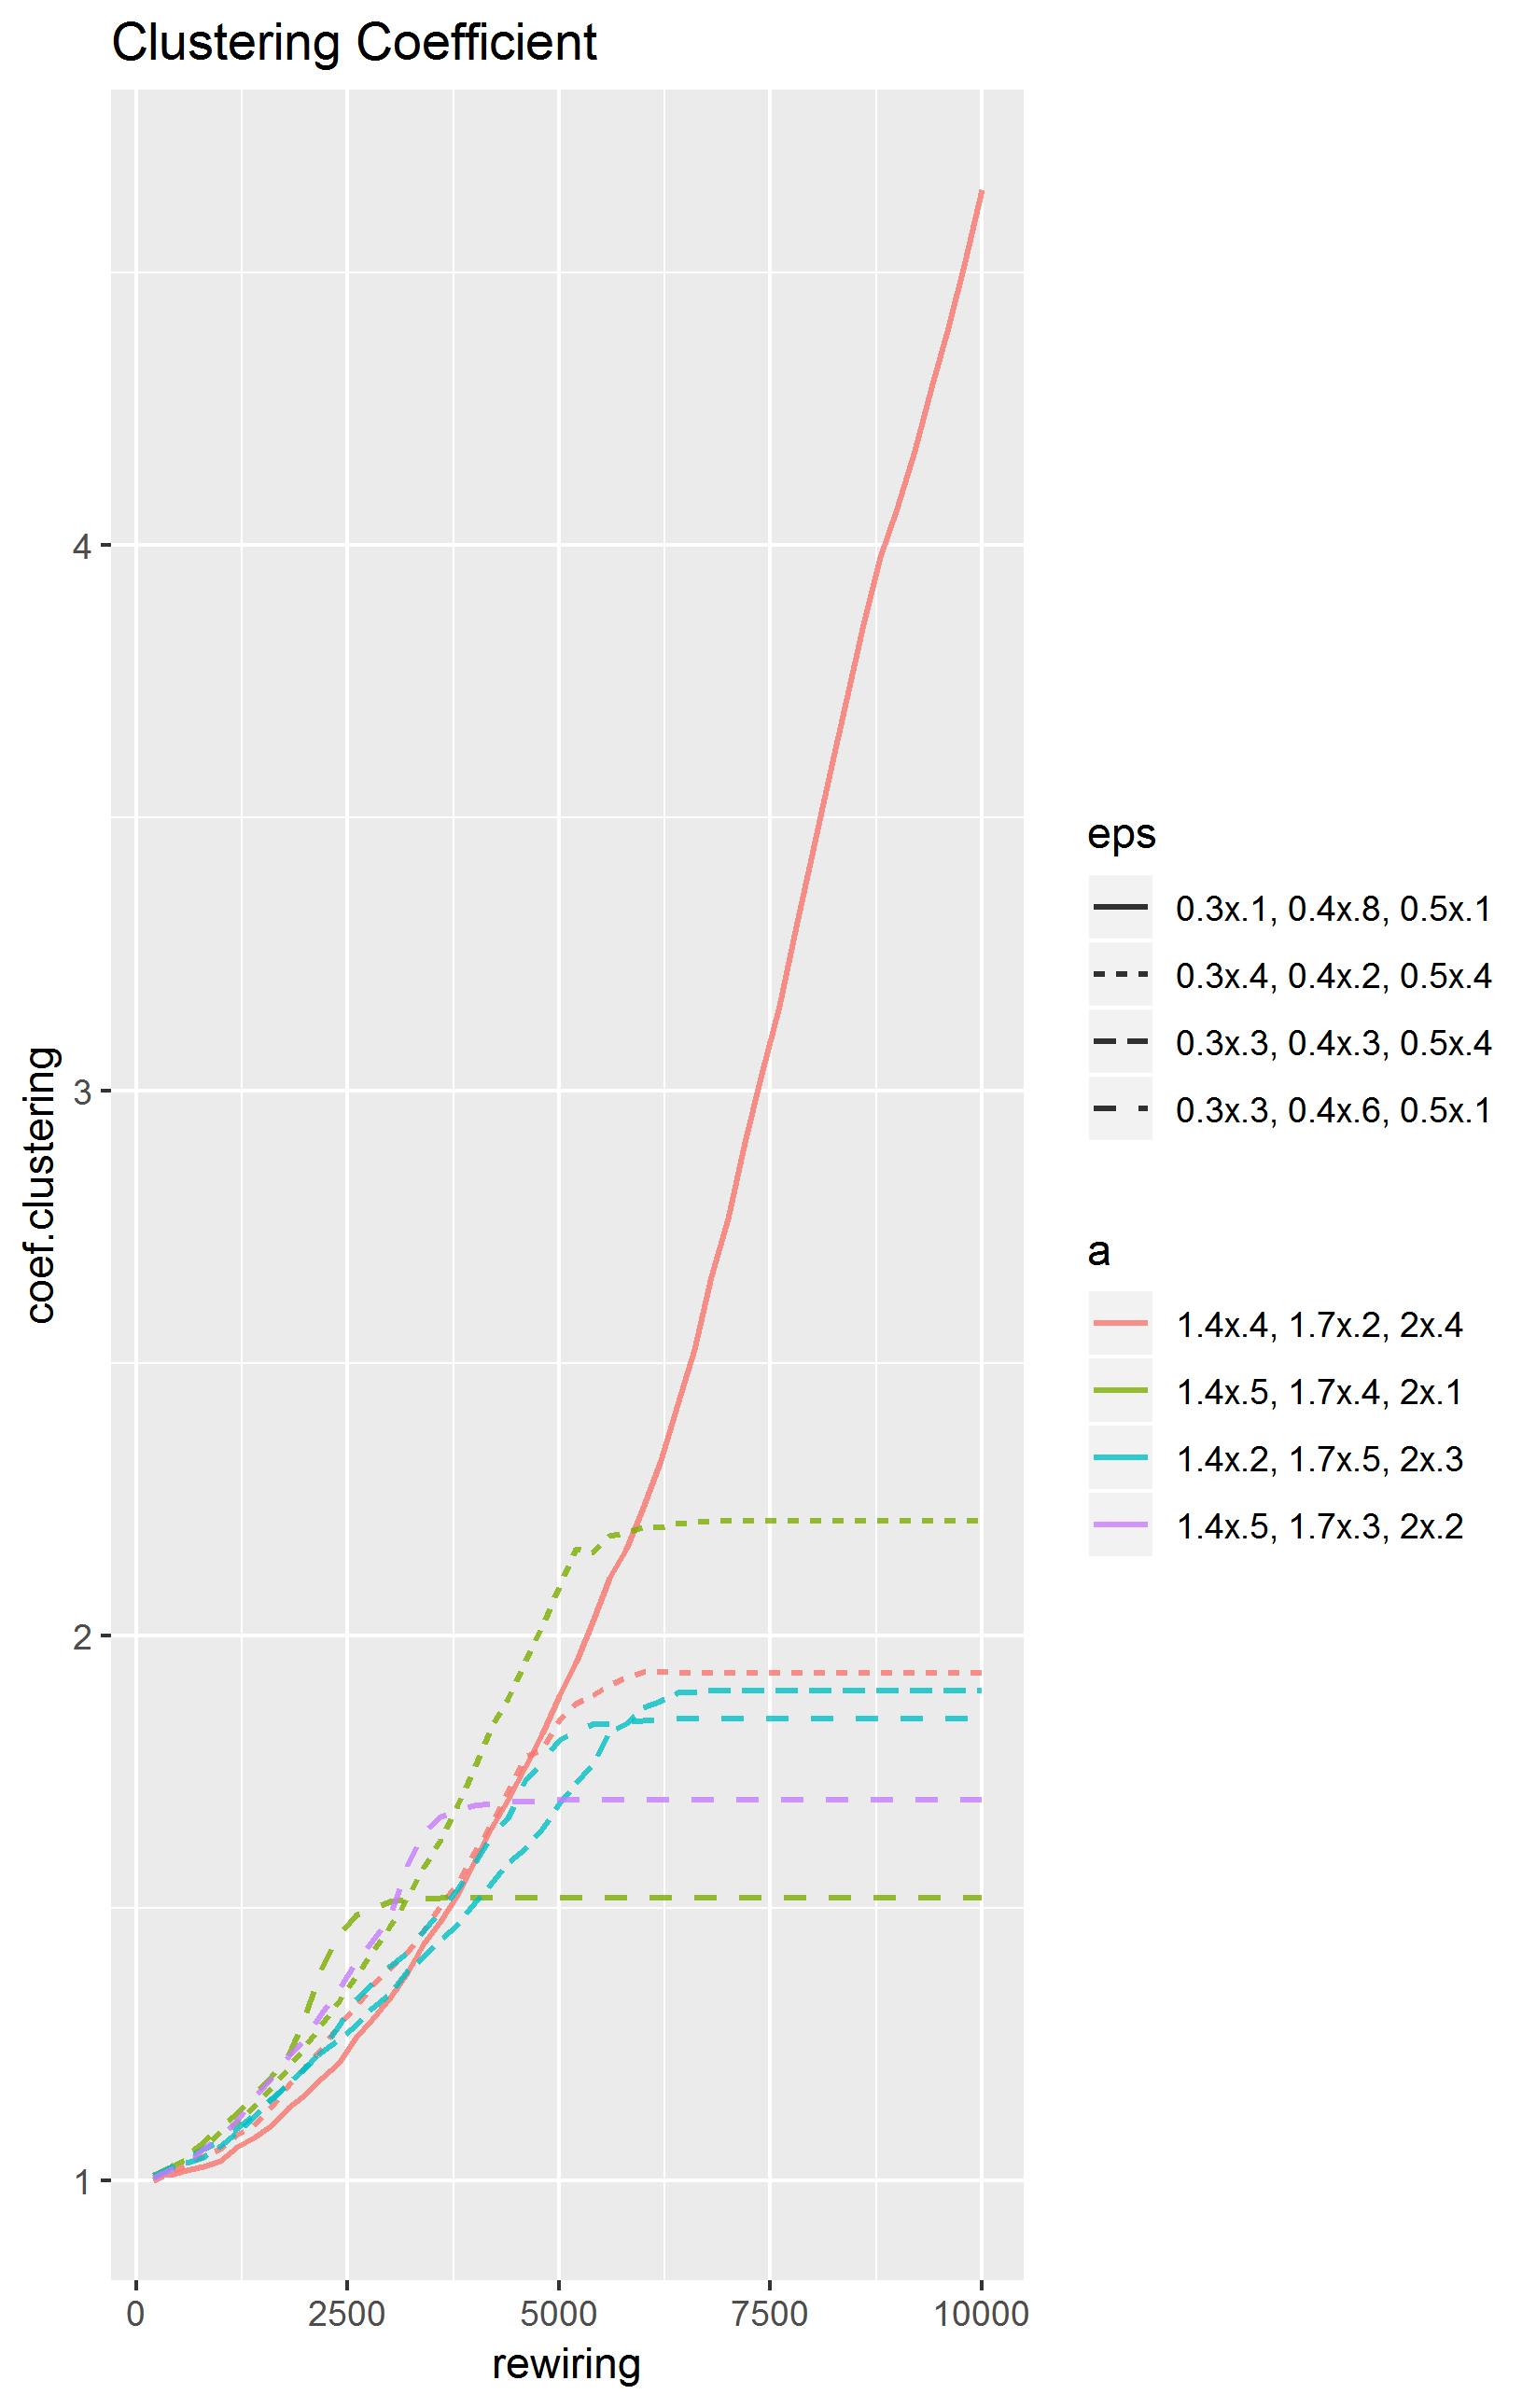 Clustering Coefficient
coef.clustering
4
3
2
1
0 2500 5000 7500 10000
rewiring
eps
0.3x.1, 0.4x.8, 0.5x.1
0.3x.4, 0.4x.2, 0.5x.4
0.3x.3, 0.4x.3, 0.5x.4
0.3x.3, 0.4x.6, 0.5x.1
a
1.4x.4, 1.7x.2, 2x.4
1.4x.5, 1.7x.4, 2x.1
1.4x.2, 1.7x.5, 2x.3
1.4x.5, 1.7x.3, 2x.2